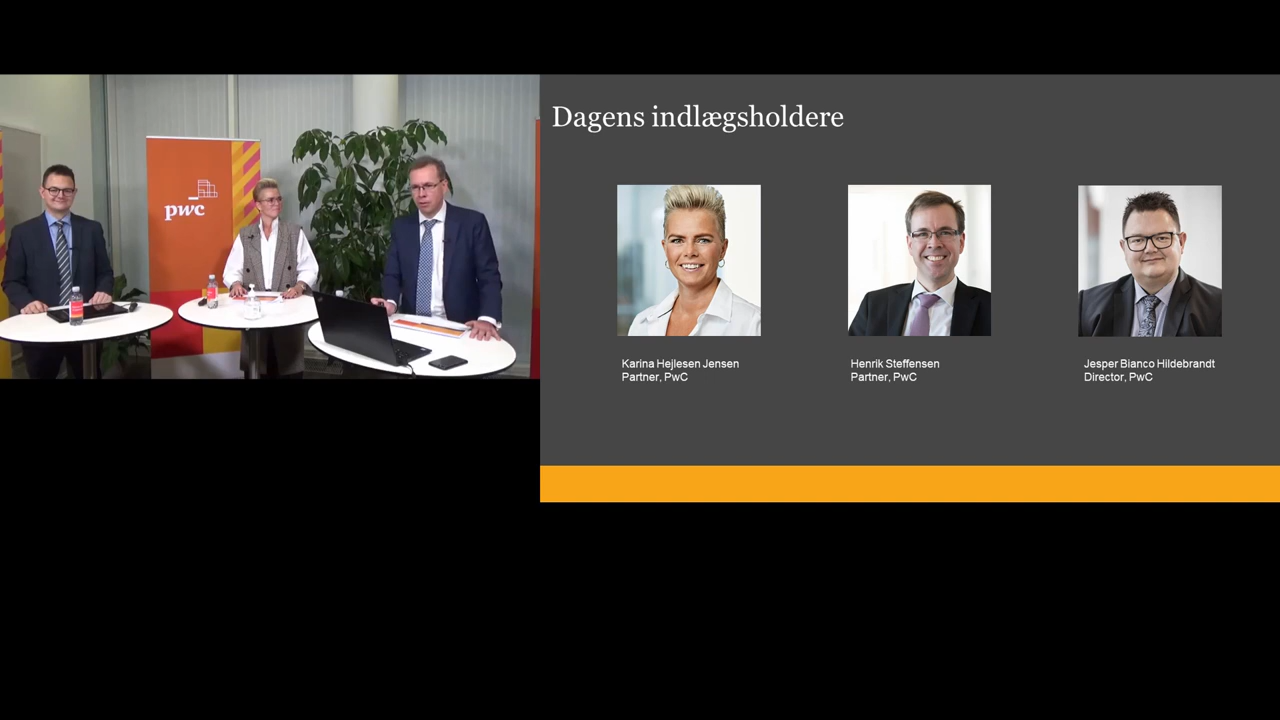 pwc
Dagens indlægsholdere
Karina Hejlesen Jensen
Partner, PwC
Henrik Steffensen
Partner, PwC
Jesper Bianco Hildebrandt
Director, PwC